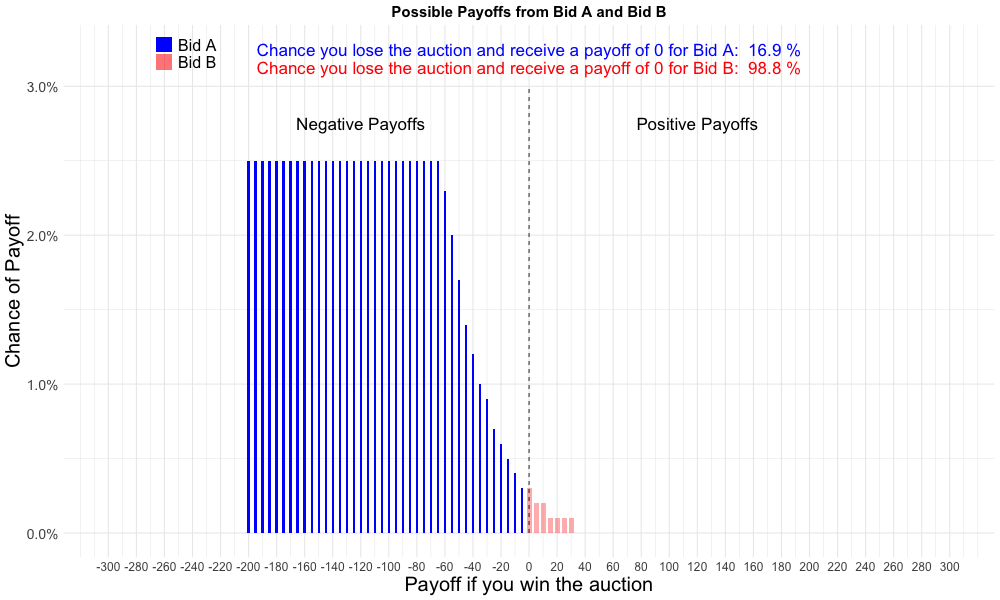 Possible Payoffs from Bid A and Bid B
Bid A
Bid B
Chance you lose the auction and receive a payoff of 0 for Bid A: 16.9 %
Chance you lose the auction and receive a payoff of 0 for Bid B: 98.8 %
Negative Payoffs
Positive Payoffs
Chance of Payoff
3.0%
2.0%
1.0%
0.0%
-300 -280 -260 -240 -220 -200 -180 -160 -140 -120 -100 -80 -60 -40 -20 0 20 40 60 80 100 120 140 160 180 200 220 240 260 280 300
Payoff if you win the auction